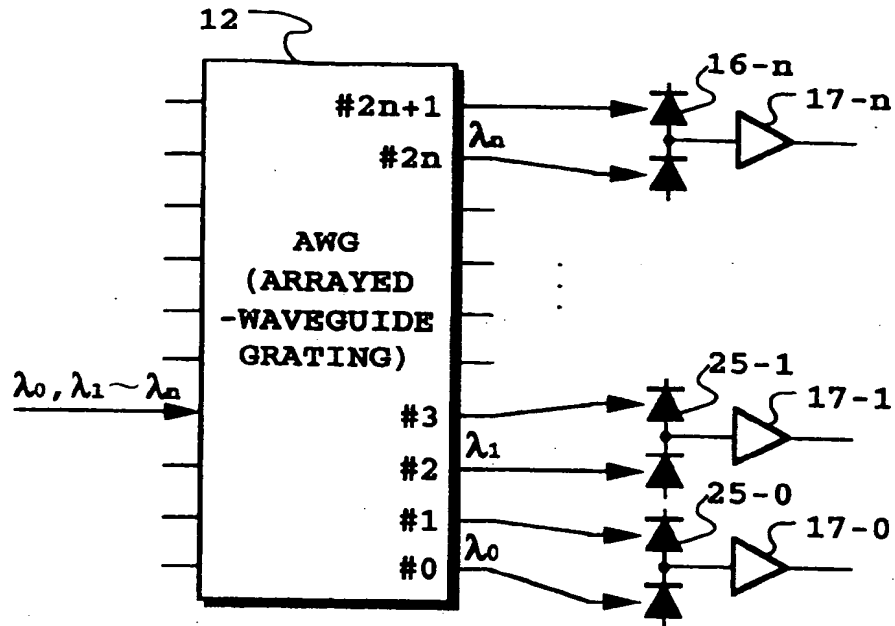 12
16-n
17-n
#2n+1
λn
#2n
AWG
(ARRAYED
-WAVEGUIDE
GRATING)
λ0,λ1~λn
25-1
17-1
#3
λ1
#2
25-0
#1
17-0
λ0
#0